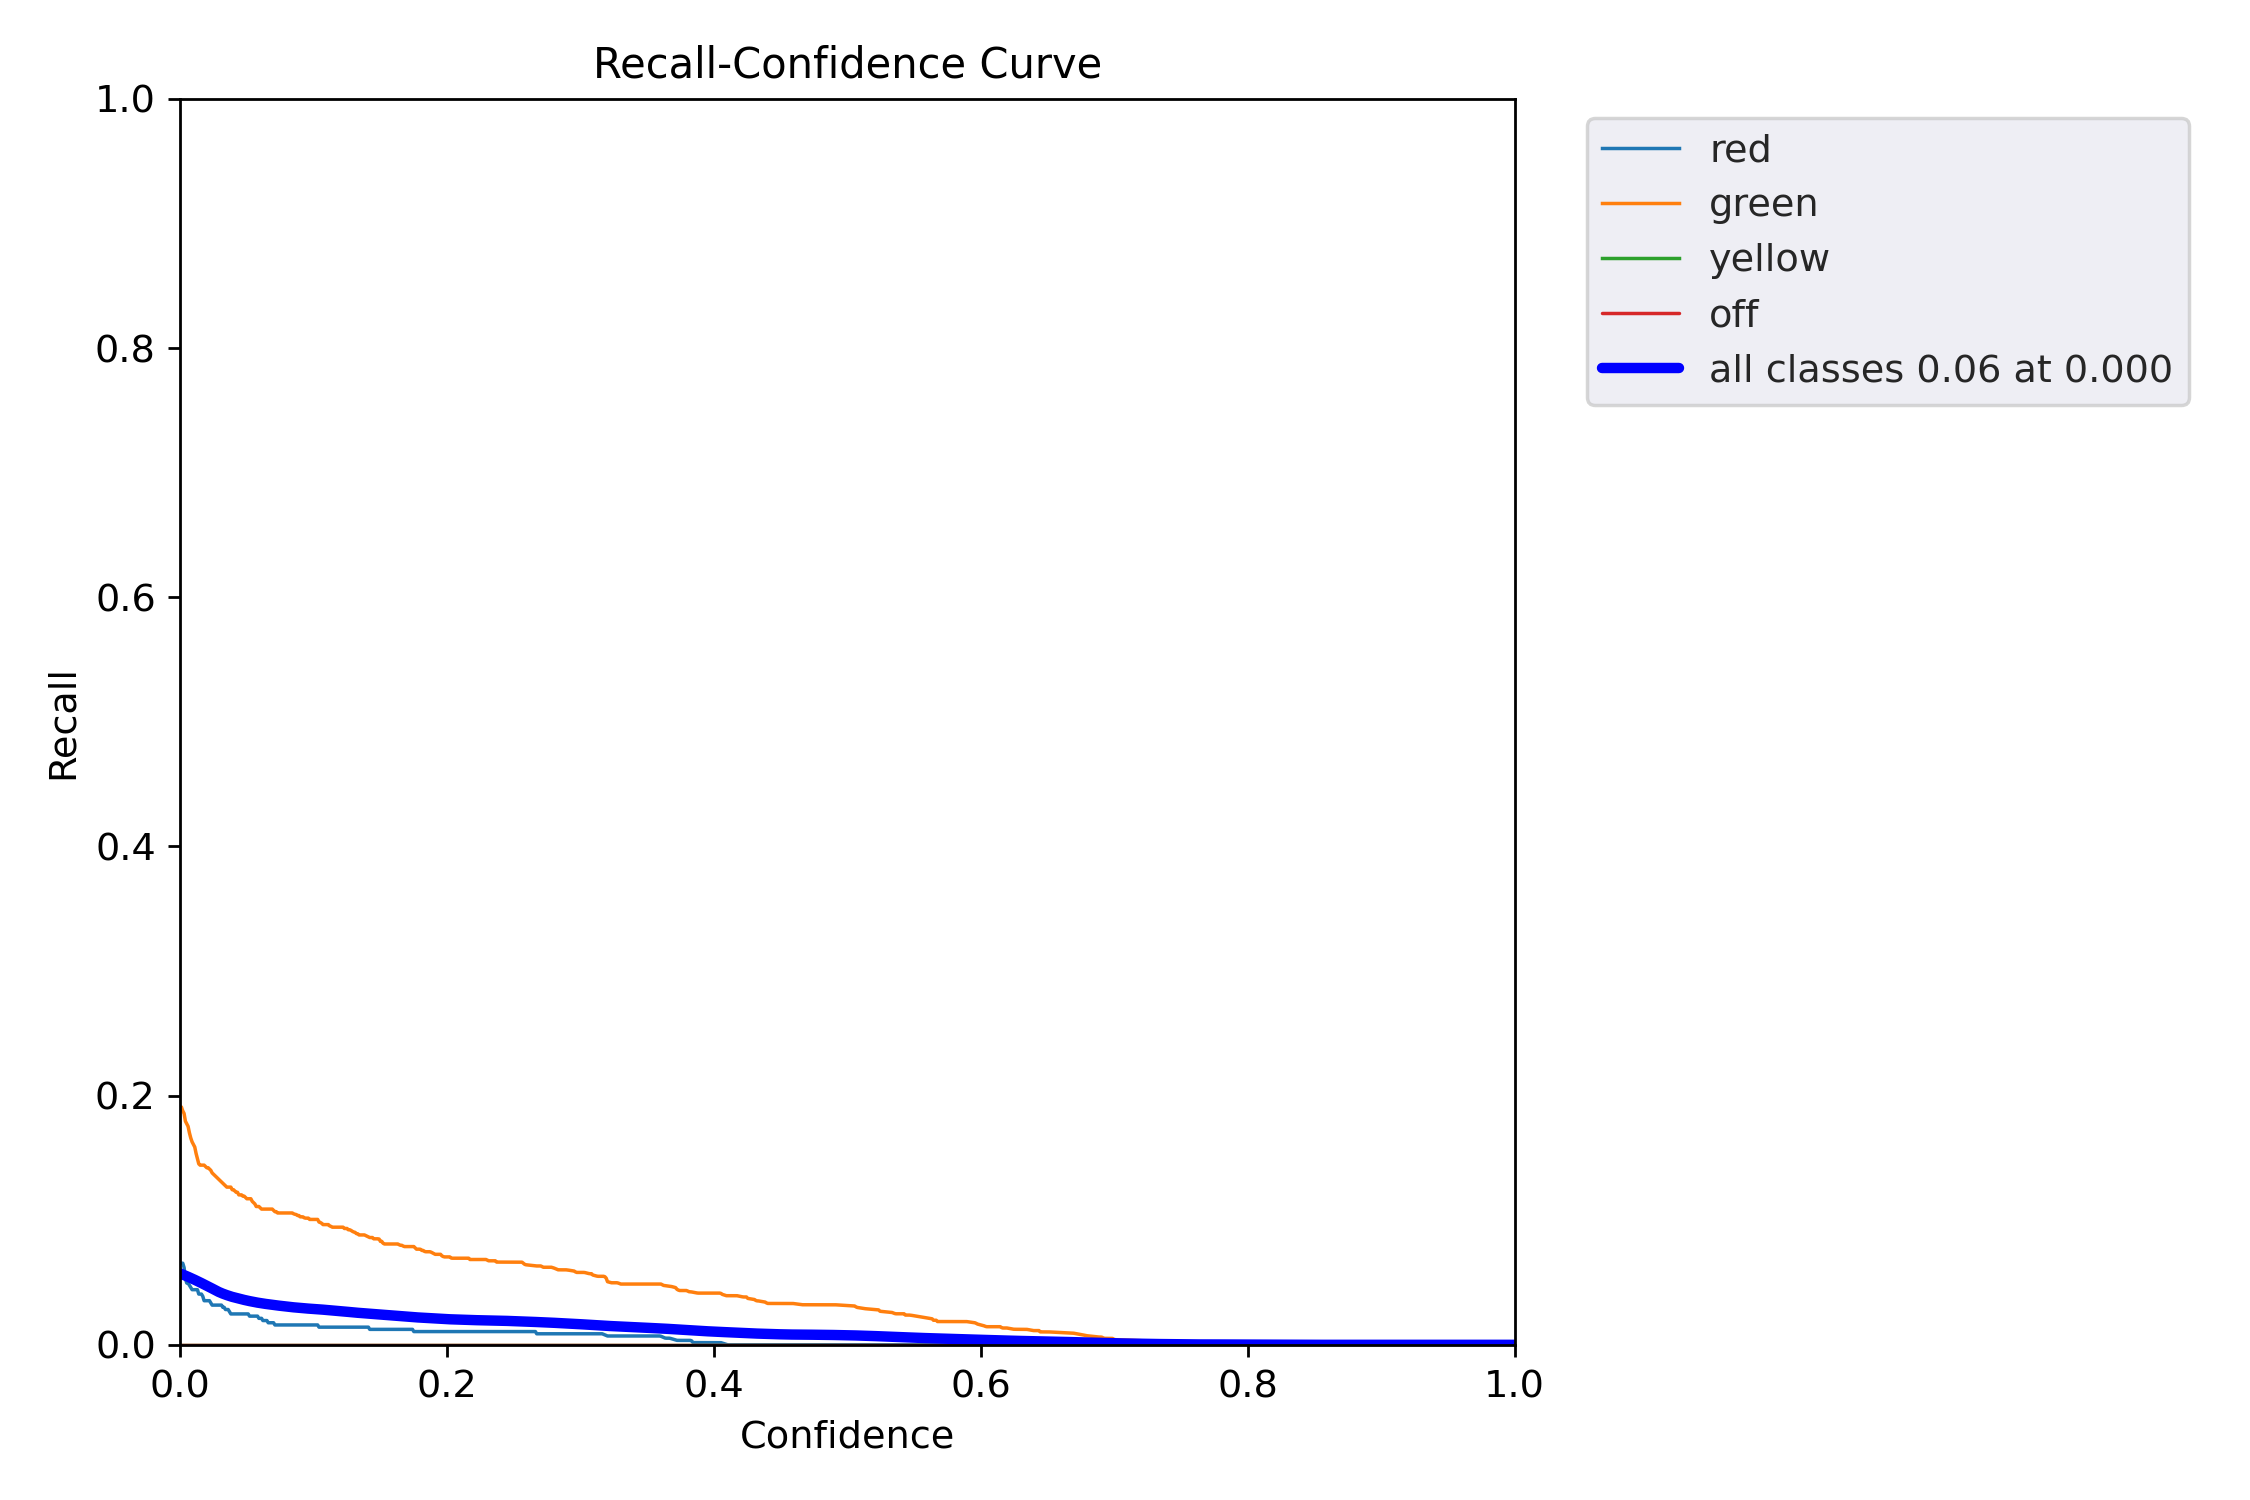 Recall-Confidence Curve
1.0
0.8
0.6
0.4
0.2
0.0
Recall
0.0 0.2 0.4 0.6 0.8 1.0
Confidence
red
green
yellow
off
all classes 0.06 at 0.000